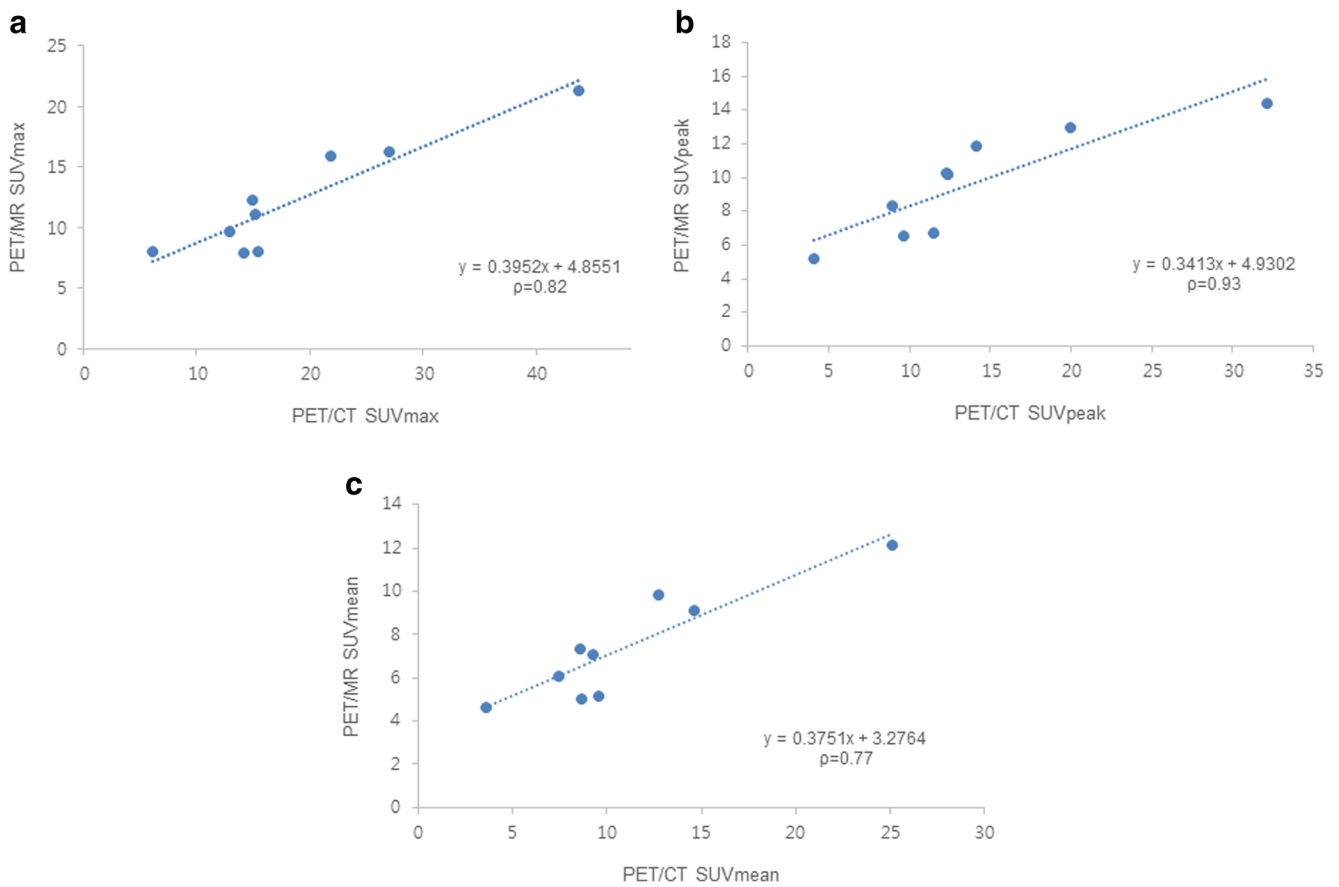 a
25
20
15
10
5
0
0 10 20 30 40
PET/MR SUVmax
PET/CT SUVmax
y = 0.3952x + 4.8551
ρ=0.82
b
18
16
14
12
10
8
6
4
2
0
0 5 10 15 20 25 30 35
PET/MR SUVpeak
PET/CT SUVpeak
y = 0.3413x + 4.9302
ρ=0.93
c
14
12
10
8
6
4
2
0
0 5 10 15 20 25 30
PET/MR SUVmean
PET/CT SUVmean
y = 0.3751x + 3.2764
ρ=0.77